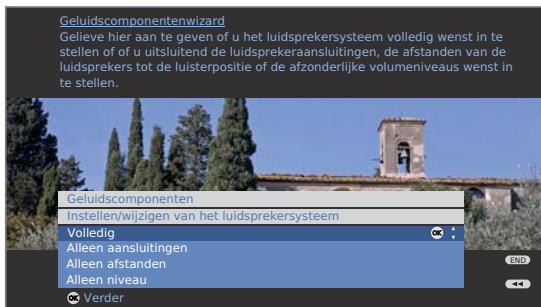 Geluidscomponentenwizard
Gelieve hier aan te geven of u het luidsprekersysteem volledig wenst in te
stellen of of u uitsluitend de luidsprekeraansluitingen, de afstanden van de
luidsprekers tot de luisterpositie of de afzonderlijke volumeniveaus wenst in
te stellen.
Geluidscomponenten
Instellen/wijzigen van het luidsprekersysteem
Volledig OK
Alleen aansluitingen
Alleen afstanden
Alleen niveau
END
OK Verder